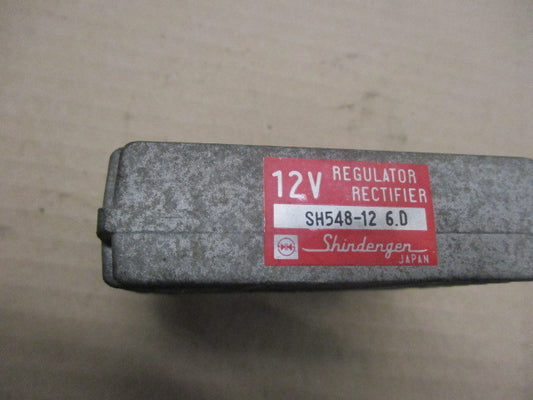 12V REGULATOR
RECTIFIER
SH548-12 6.D
Shindengen
JAPAN